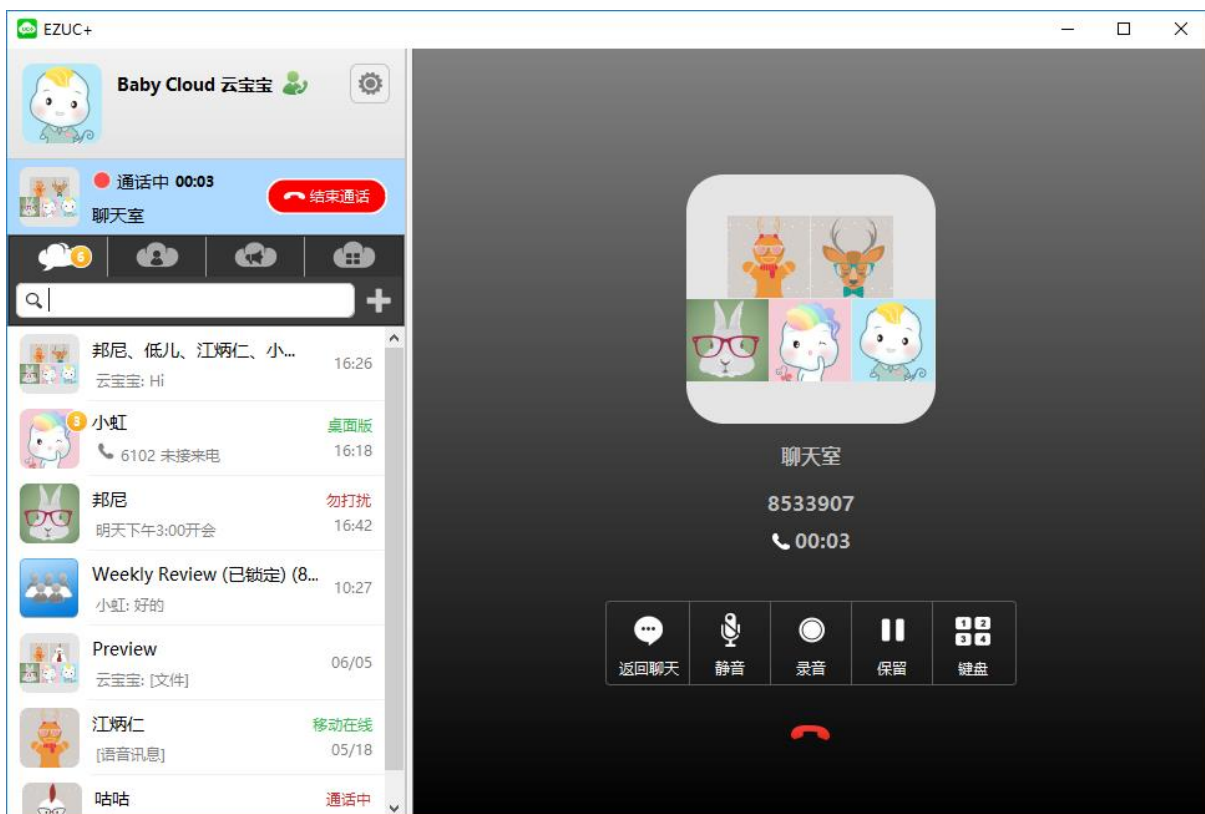 EZUC+
Baby Cloud 云宝宝
通话中 00:03
结束通话
聊天室
6
邦尼、低儿、江炳仁、小...
16:26
云宝宝: Hi
3
小虹
桌面版
6102 未接来电
16:18
邦尼
勿打扰
明天下午3:00开会
16:42
Weekly Review (已锁定) (8...
10:27
小虹: 好的
Preview
06/05
云宝宝: [文件]
江炳仁
移动在线
[语音讯息]
05/18
咕咕
通话中
聊天室
8533907
00:03
1 2
3 4
返回聊天
静音
录音
保留
键盘